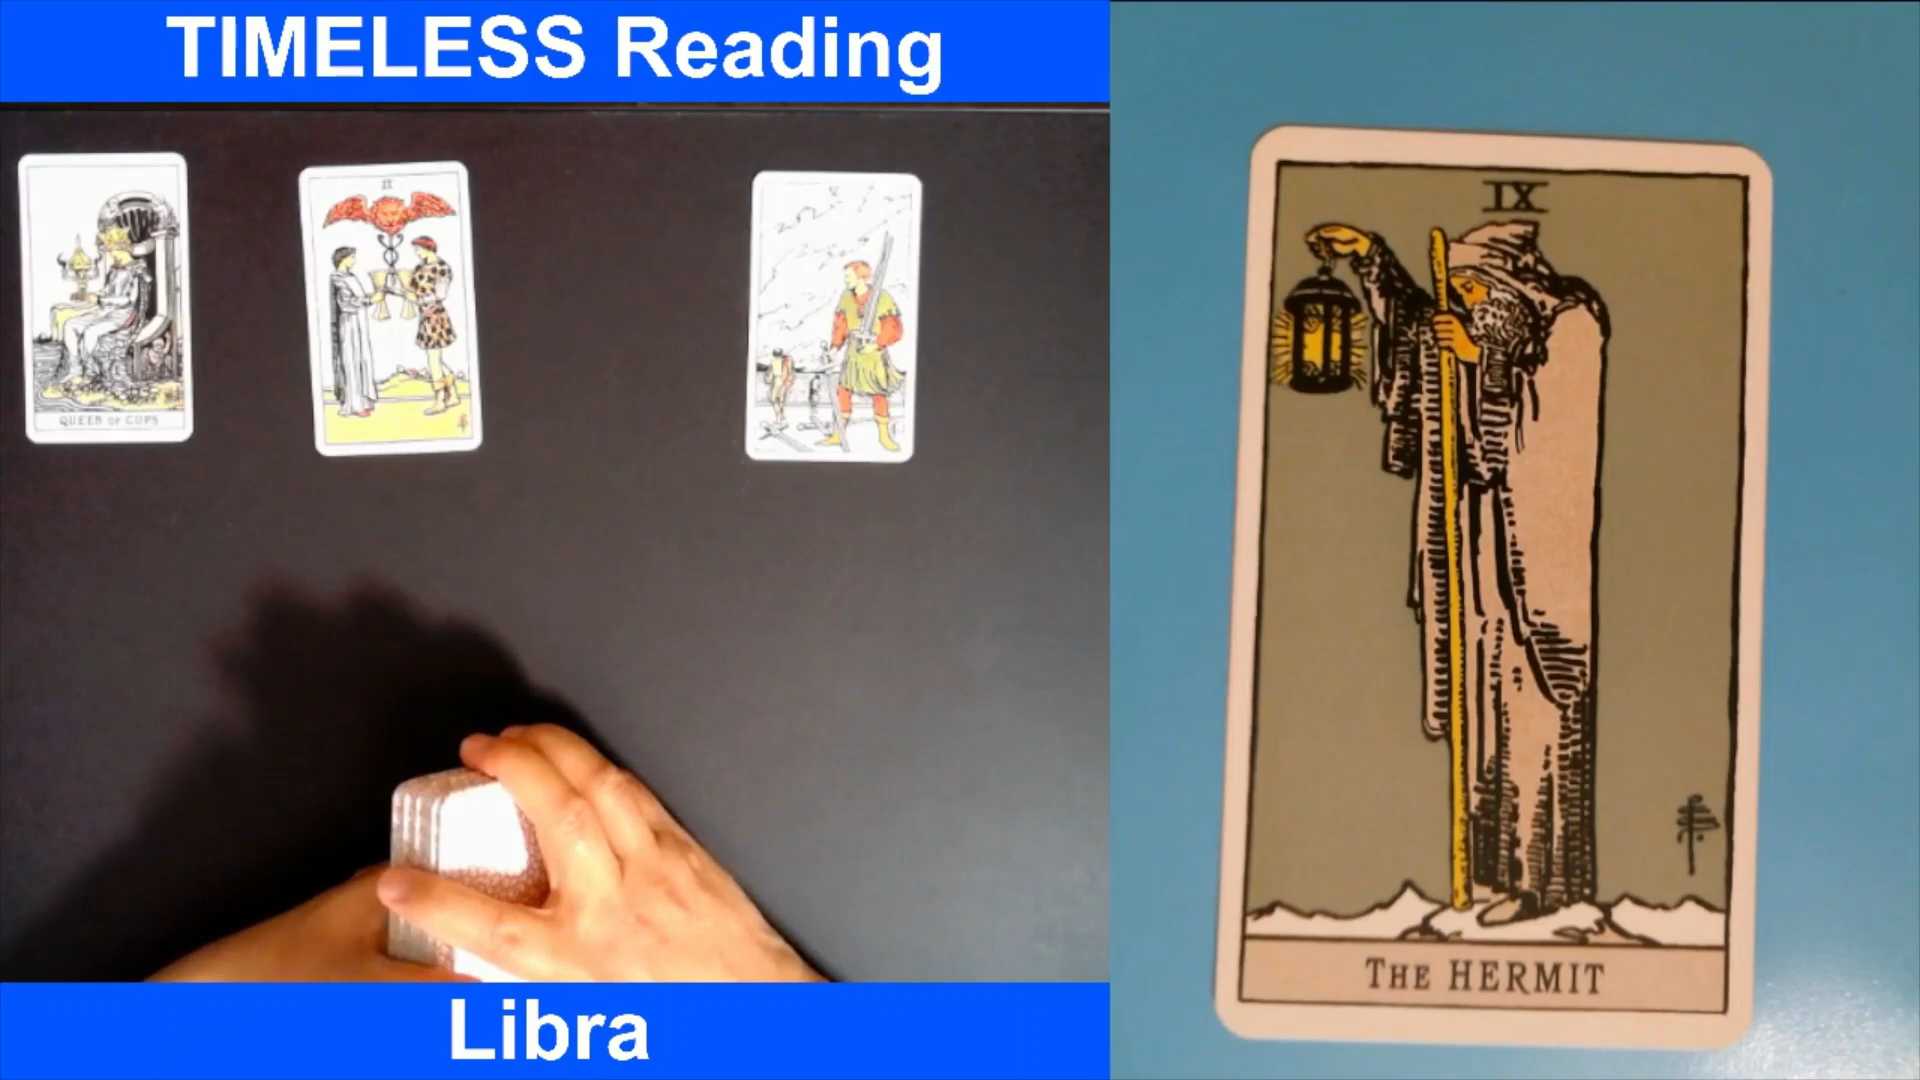 TIMELESS Reading
QUEEN OF CUPS
II
V
IX
THE HERMIT
Libra